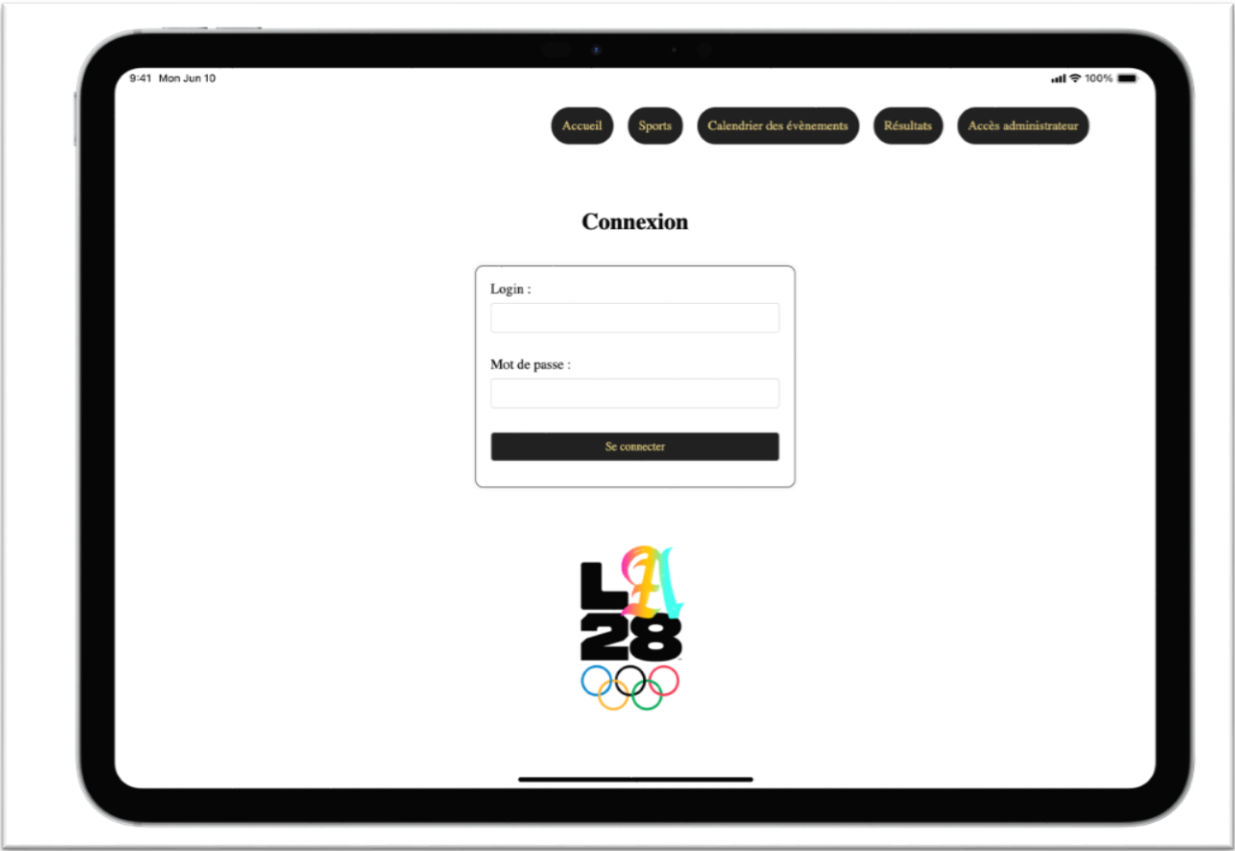 9:41 Mon Jun 10
100%
Accueil Sports Calendrier des évènements Résultats Accès administrateur
Connexion
Login :
Mot de passe :
Se connecter
LA
28